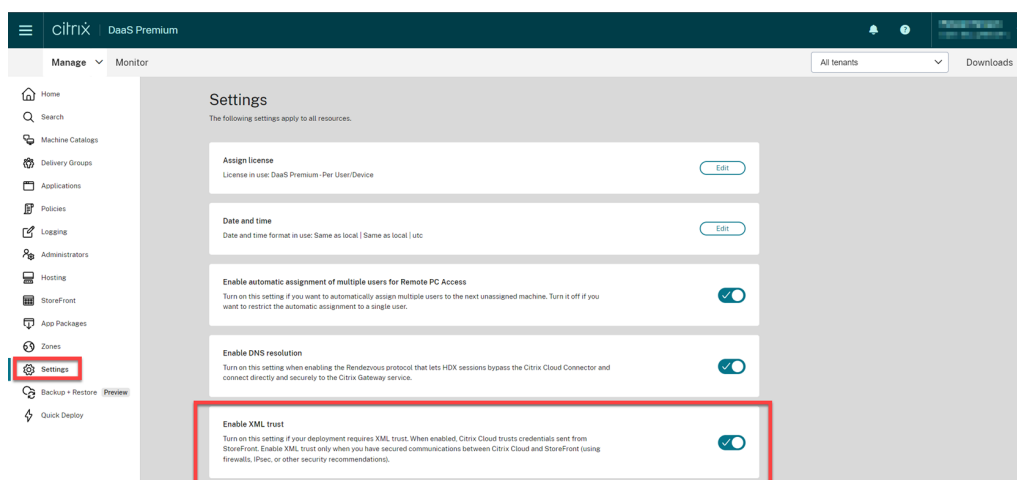 citrix DaaS Premium
Manage Monitor All tenants Downloads
Home
Search
Machine Catalogs
Delivery Groups
Applications
Policies
Logging
Administrators
Hosting
StoreFront
App Packages
Zones
Settings
Backup + Restore Preview
Quick Deploy
Settings
The following settings apply to all resources.
Assign license
License in use: DaaS Premium - Per User/Device
Edit
Date and time
Date and time format in use: Same as local | Same as local | utc
Edit
Enable automatic assignment of multiple users for Remote PC Access
Turn on this setting if you want to automatically assign multiple users to the next unassigned machine. Turn it off if you
want to restrict the automatic assignment to a single user.
Enable DNS resolution
Turn on this setting when enabling the Rendezvous protocol that lets HDX sessions bypass the Citrix Cloud Connector and
connect directly and securely to the Citrix Gateway service.
Enable XML trust
Turn on this setting if your deployment requires XML trust. When enabled, Citrix Cloud trusts credentials sent from
StoreFront. Enable XML trust only when you have secured communications between Citrix Cloud and StoreFront (using
firewalls, IPsec, or other security recommendations).